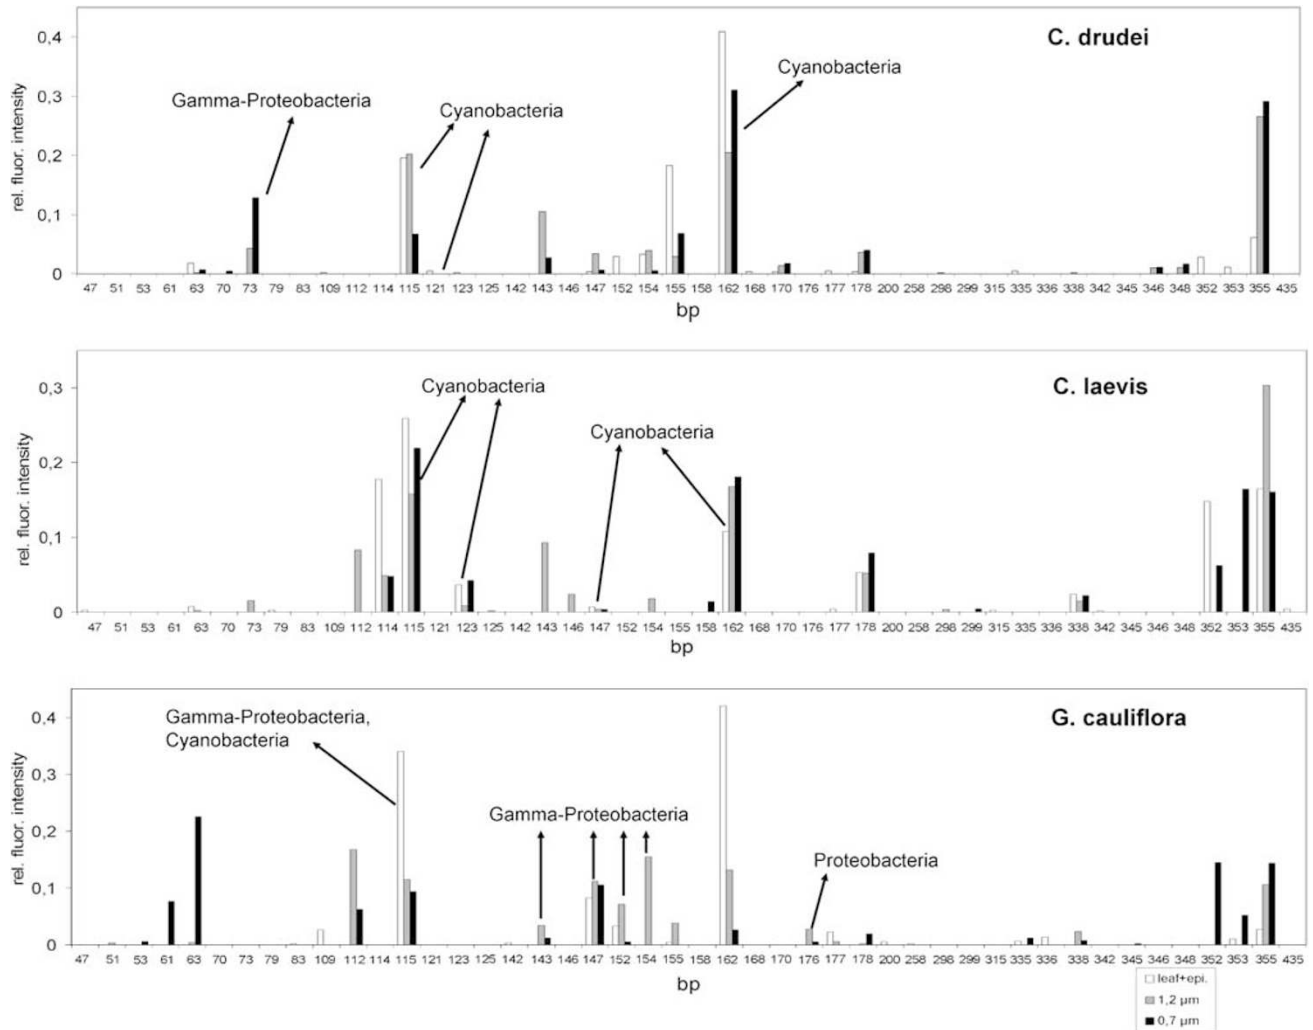 C. drudei
0,4
0,3
0,2
0,1
0
rel. fluor. intensity
Gamma-Proteobacteria
Cyanobacteria
Cyanobacteria
47 51 53 61 63 70 73 79 83 109 112 114 115 121 123 125 142 143 146 147 152 154 155 162 168 170 176 177 178 200 258 298 299 315 335 336 338 342 345 346 348 352 353 355 435
bp
C. laevis
0,3
0,2
0,1
0
rel. fluor. intensity
Cyanobacteria
Cyanobacteria
47 51 53 61 63 70 73 79 83 109 112 114 115 121 123 125 142 143 146 147 152 154 155 158 162 168 170 176 177 178 200 258 298 299 315 335 336 338 342 345 346 348 352 353 355 435
bp
G. cauliflora
0,4
0,3
0,2
0,1
0
rel. fluor. intensity
Gamma-Proteobacteria,
Cyanobacteria
Gamma-Proteobacteria
Proteobacteria
47 51 53 61 63 70 73 79 83 109 112 114 115 121 123 125 142 143 146 147 152 154 155 158 162 168 170 176 177 178 200 258 298 299 315 335 336 338 342 345 346 348 352 353 355 435
bp
leaf+epi.
1,2 µm
0,7 µm